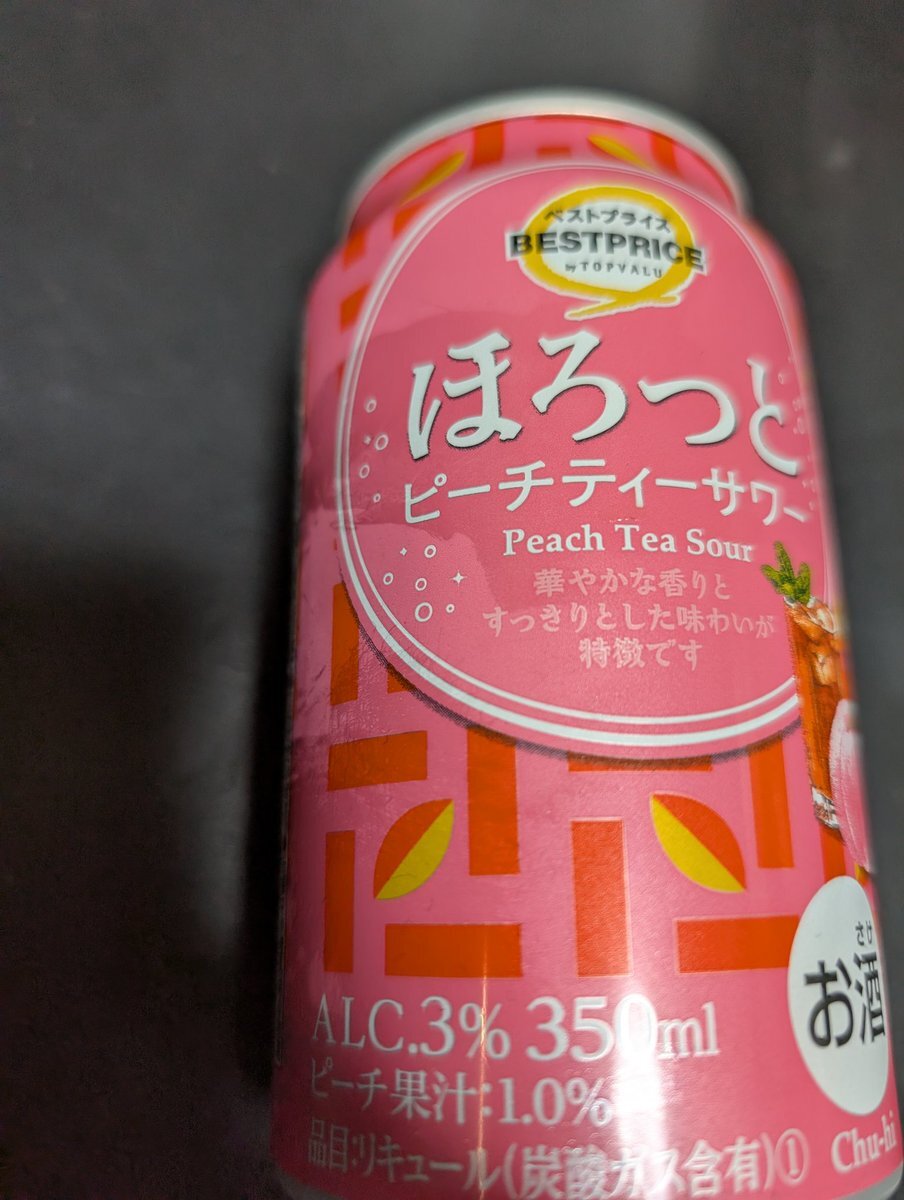 ベストプライス
BESTPRICE
by TOPVALU
ほろっと
ピーチティーサワー
Peach Tea Sour
華やかな香りと
すっきりとした味わいが
特徴です
さけ
お酒
ALC.3% 350ml
ピーチ果汁:1.0%
品目:リキュール(炭酸ガス含有)①
Chu-hi